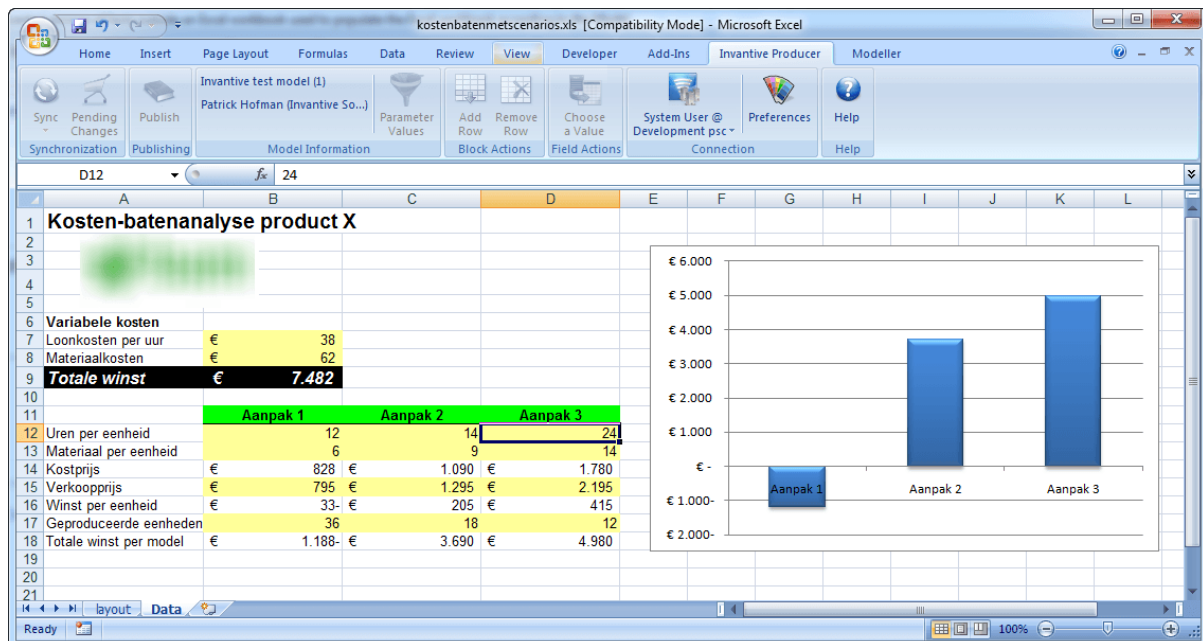 kostenbatenmetscenarios.xls [Compatibility Mode] - Microsoft Excel
Home Insert Page Layout Formulas Data Review View Developer Add-Ins Invantive Producer Modeller
Sync
Pending Changes
Publish
Invantive test model (1)
Patrick Hofman (Invantive So...)
Parameter Values
Add Row
Remove Row
Choose a Value
System User @ Development psc
Preferences
Help
Synchronization Publishing Model Information Block Actions Field Actions Connection Help
D12 fx 24
A B C D E F G H I J K L
1 Kosten-batenanalyse product X
2
3
4
5
6 Variabele kosten
7 Loonkosten per uur € 38
8 Materiaalkosten € 62
9 Totale winst € 7.482
10
11 Aanpak 1 Aanpak 2 Aanpak 3
12 Uren per eenheid 12 14 24
13 Materiaal per eenheid 6 9 14
14 Kostprijs € 828 € 1.090 € 1.780
15 Verkoopprijs € 795 € 1.295 € 2.195
16 Winst per eenheid € 33- € 205 € 415
17 Geproduceerde eenheden 36 18 12
18 Totale winst per model € 1.188- € 3.690 € 4.980
19
20
21
€ 6.000
€ 5.000
€ 4.000
€ 3.000
€ 2.000
€ 1.000
€ -
€ 1.000-
€ 2.000-
Aanpak 1 Aanpak 2 Aanpak 3
layout Data
Ready 100%